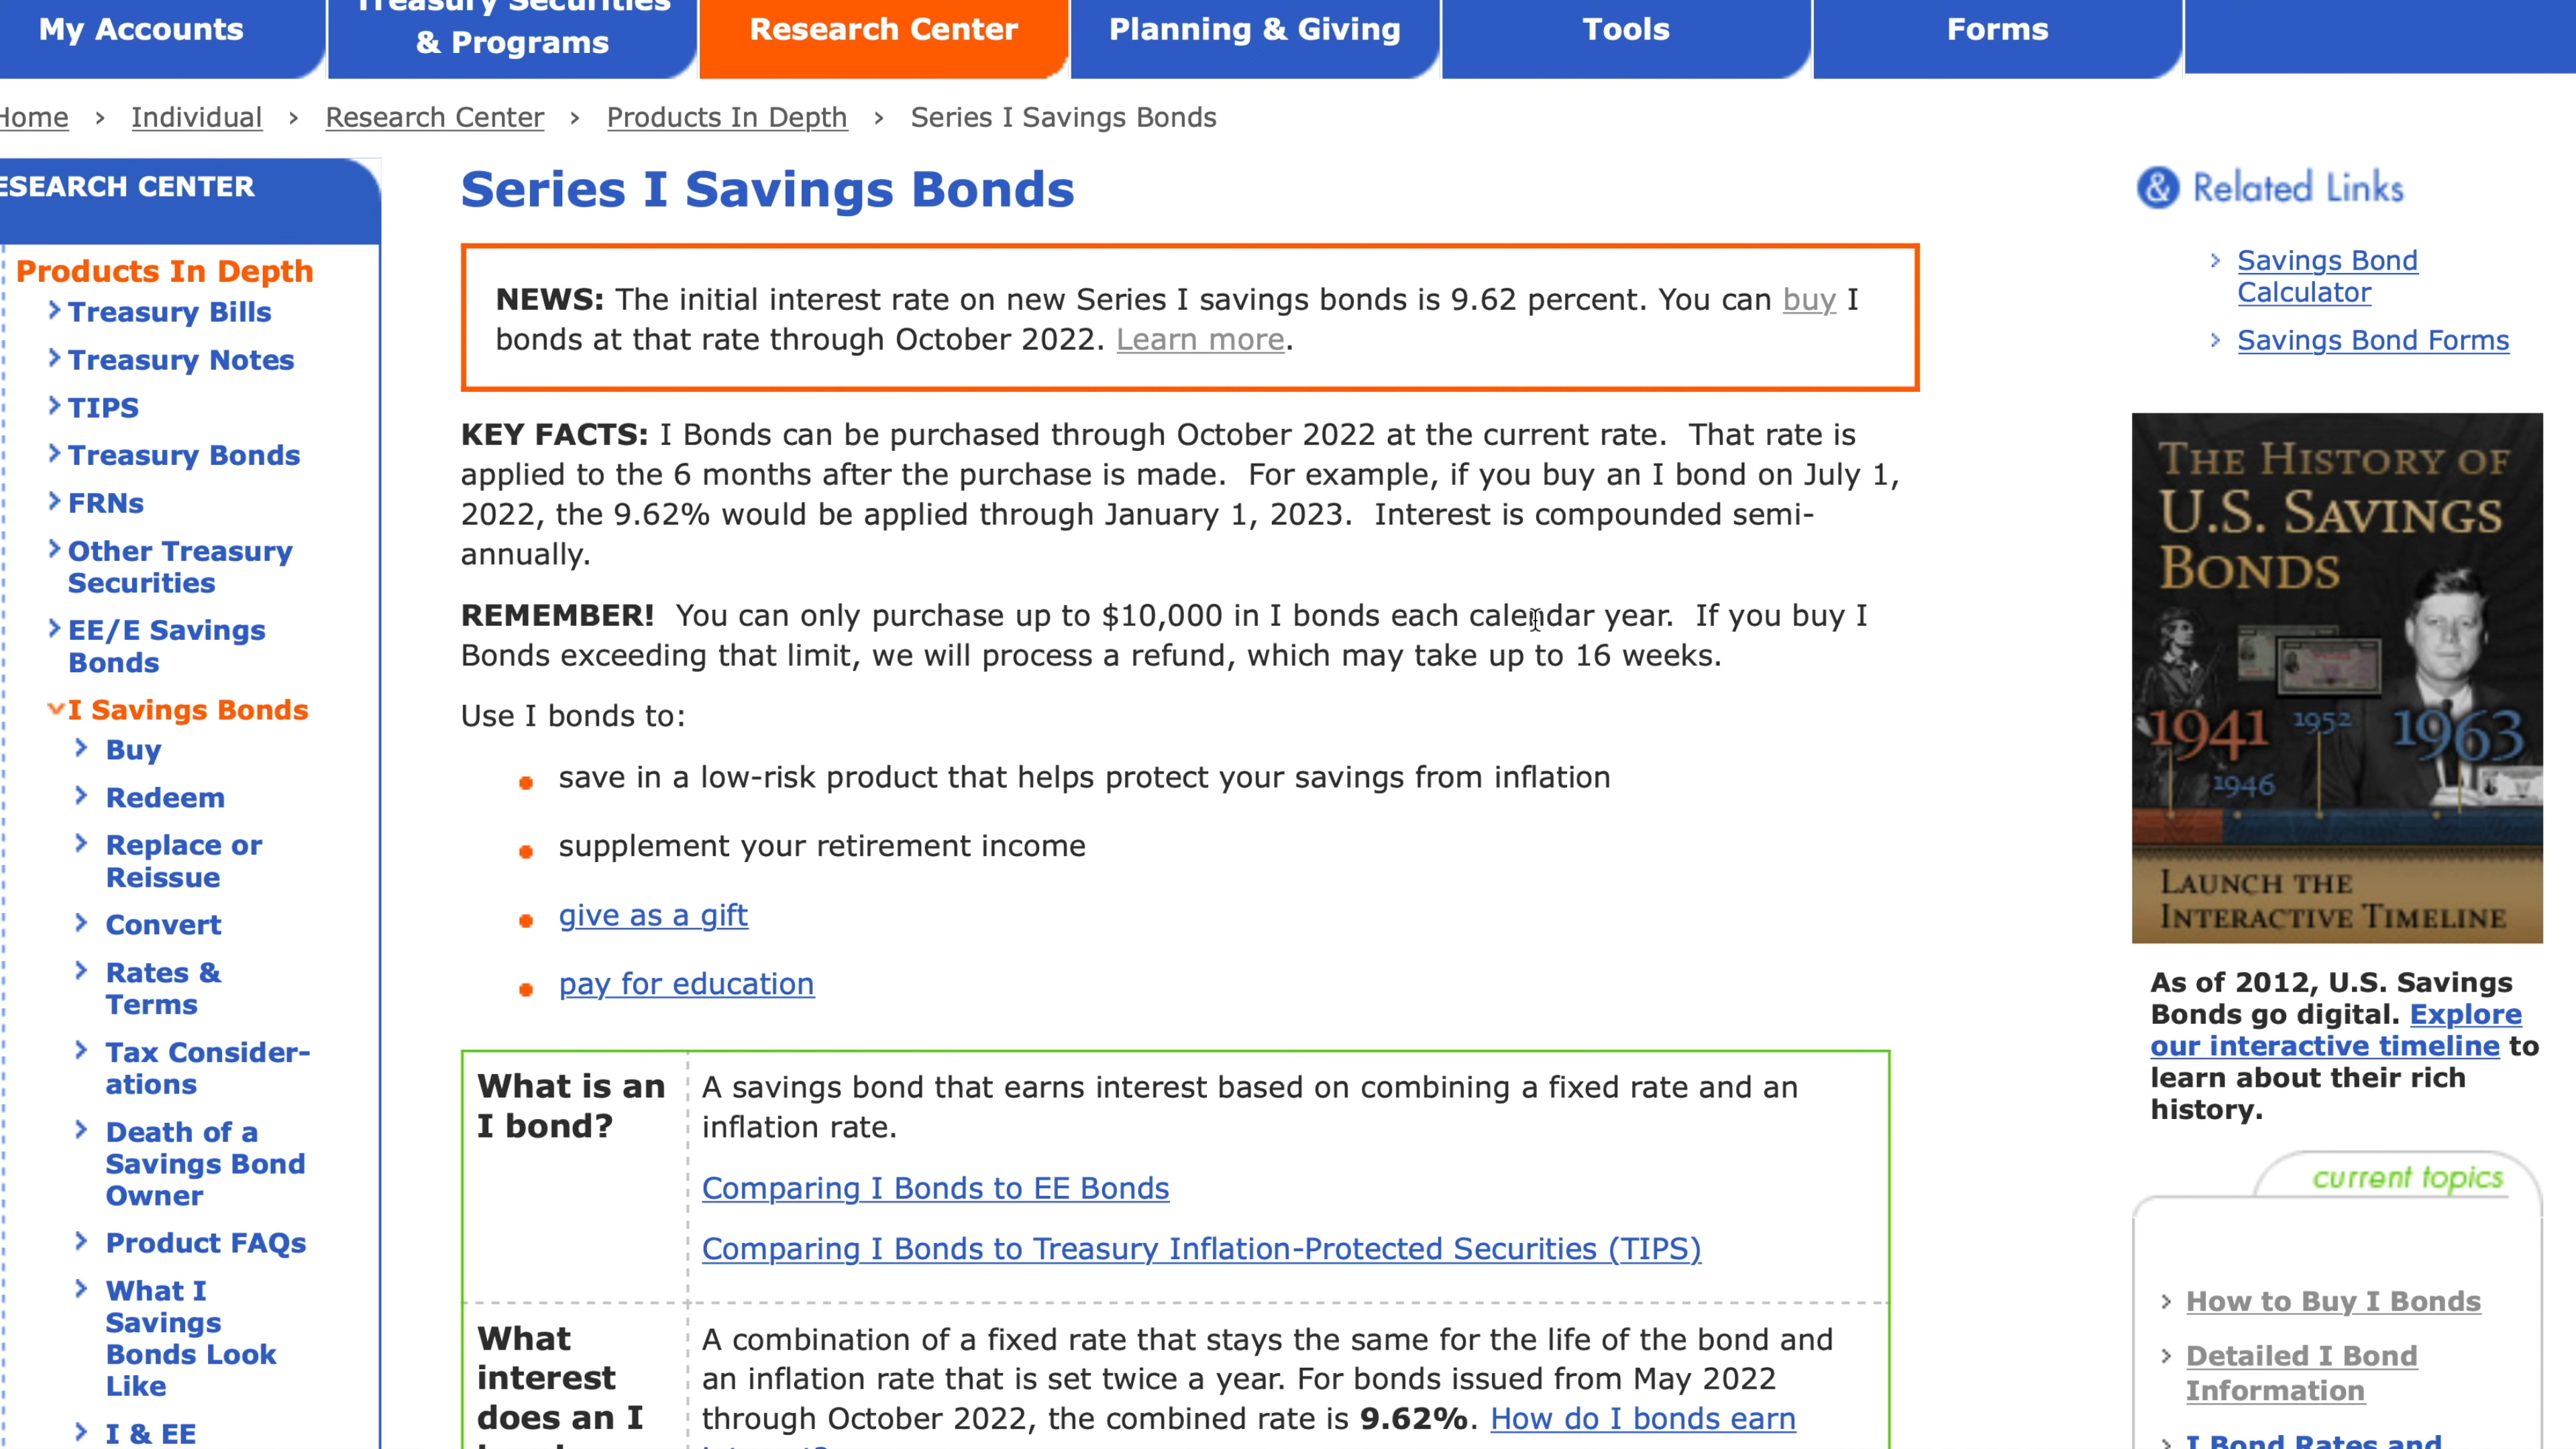 My Accounts
Treasury Securities
& Programs
Research Center
Planning & Giving
Tools
Forms
Home › Individual › Research Center › Products In Depth › Series I Savings Bonds
ESEARCH CENTER
Products In Depth
Treasury Bills
Treasury Notes
TIPS
Treasury Bonds
FRNs
Other Treasury
Securities
EE/E Savings
Bonds
I Savings Bonds
Buy
Redeem
Replace or
Reissue
Convert
Rates &
Terms
Tax Consider-
ations
Death of a
Savings Bond
Owner
Product FAQs
What I
Savings
Bonds Look
Like
I & EE
Series I Savings Bonds
NEWS: The initial interest rate on new Series I savings bonds is 9.62 percent. You can buy I
bonds at that rate through October 2022. Learn more.
KEY FACTS: I Bonds can be purchased through October 2022 at the current rate. That rate is
applied to the 6 months after the purchase is made. For example, if you buy an I bond on July 1,
2022, the 9.62% would be applied through January 1, 2023. Interest is compounded semi-
annually.
REMEMBER! You can only purchase up to $10,000 in I bonds each calendar year. If you buy I
Bonds exceeding that limit, we will process a refund, which may take up to 16 weeks.
Use I bonds to:
save in a low-risk product that helps protect your savings from inflation
supplement your retirement income
give as a gift
pay for education
What is an
I bond?
A savings bond that earns interest based on combining a fixed rate and an
inflation rate.
Comparing I Bonds to EE Bonds
Comparing I Bonds to Treasury Inflation-Protected Securities (TIPS)
What
interest
does an I
A combination of a fixed rate that stays the same for the life of the bond and
an inflation rate that is set twice a year. For bonds issued from May 2022
through October 2022, the combined rate is 9.62%. How do I bonds earn
& Related Links
Savings Bond
Calculator
Savings Bond Forms
THE HISTORY OF
U.S. SAVINGS
BONDS
1941 1952 1963
1946
LAUNCH THE
INTERACTIVE TIMELINE
As of 2012, U.S. Savings
Bonds go digital. Explore
our interactive timeline to
learn about their rich
history.
current topics
How to Buy I Bonds
Detailed I Bond
Information
I Bond Rates and